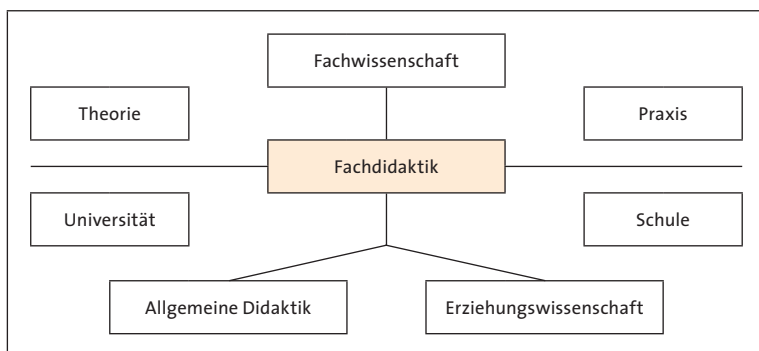 Fachwissenschaft
Theorie
Praxis
Fachdidaktik
Universität
Schule
Allgemeine Didaktik
Erziehungswissenschaft